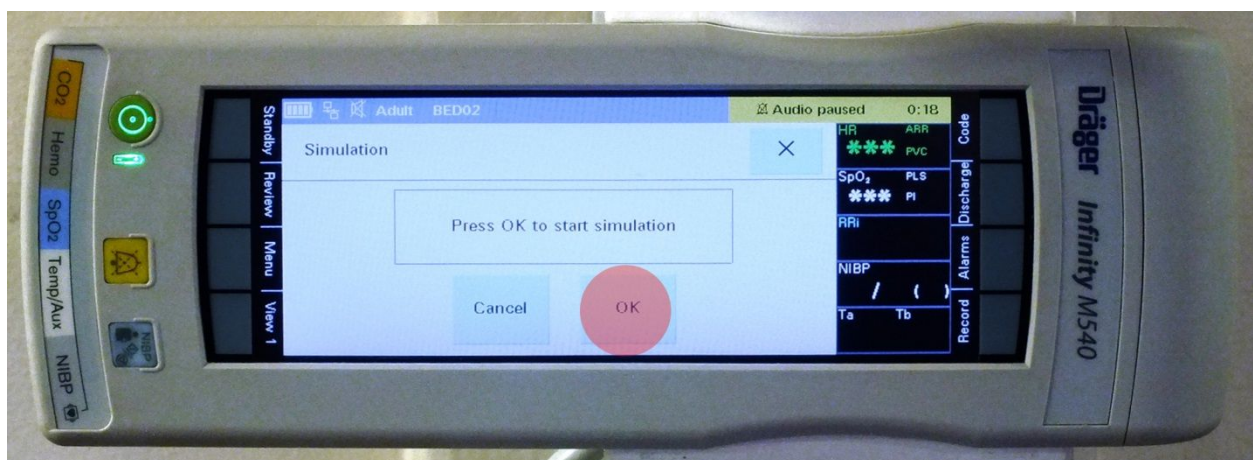 CO2
Hemo
SpO2
Temp/Aux
NIBP
NIBP
Standby
Review
Menu
View 1
Adult BED02
Audio paused 0:18
Simulation
Press OK to start simulation
Cancel
OK
HR ARR
*** PVC
SpO₂ PLS
*** PI
RRi
NIBP
/ ( )
Ta Tb
Code
Discharge
Alarms
Record
Dräger Infinity M540